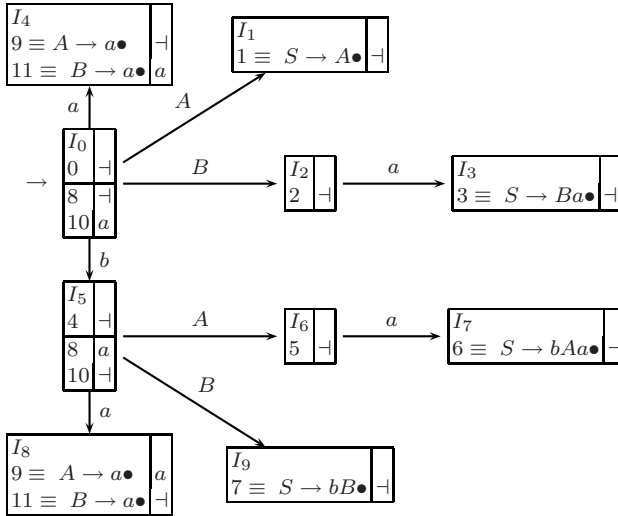 I₄
9 ≡ A → a● ⊣
11 ≡ B → a● a
I₁
1 ≡ S → A● ⊣
a
A
I₀
0 ⊣
8 ⊣
10 a
→
B
I₂
2 ⊣
a
I₃
3 ≡ S → Ba● ⊣
b
I₅
4 ⊣
8 a
10 ⊣
A
I₆
5 ⊣
a
I₇
6 ≡ S → bAa● ⊣
B
a
I₈
9 ≡ A → a● a
11 ≡ B → a● ⊣
I₉
7 ≡ S → bB● ⊣